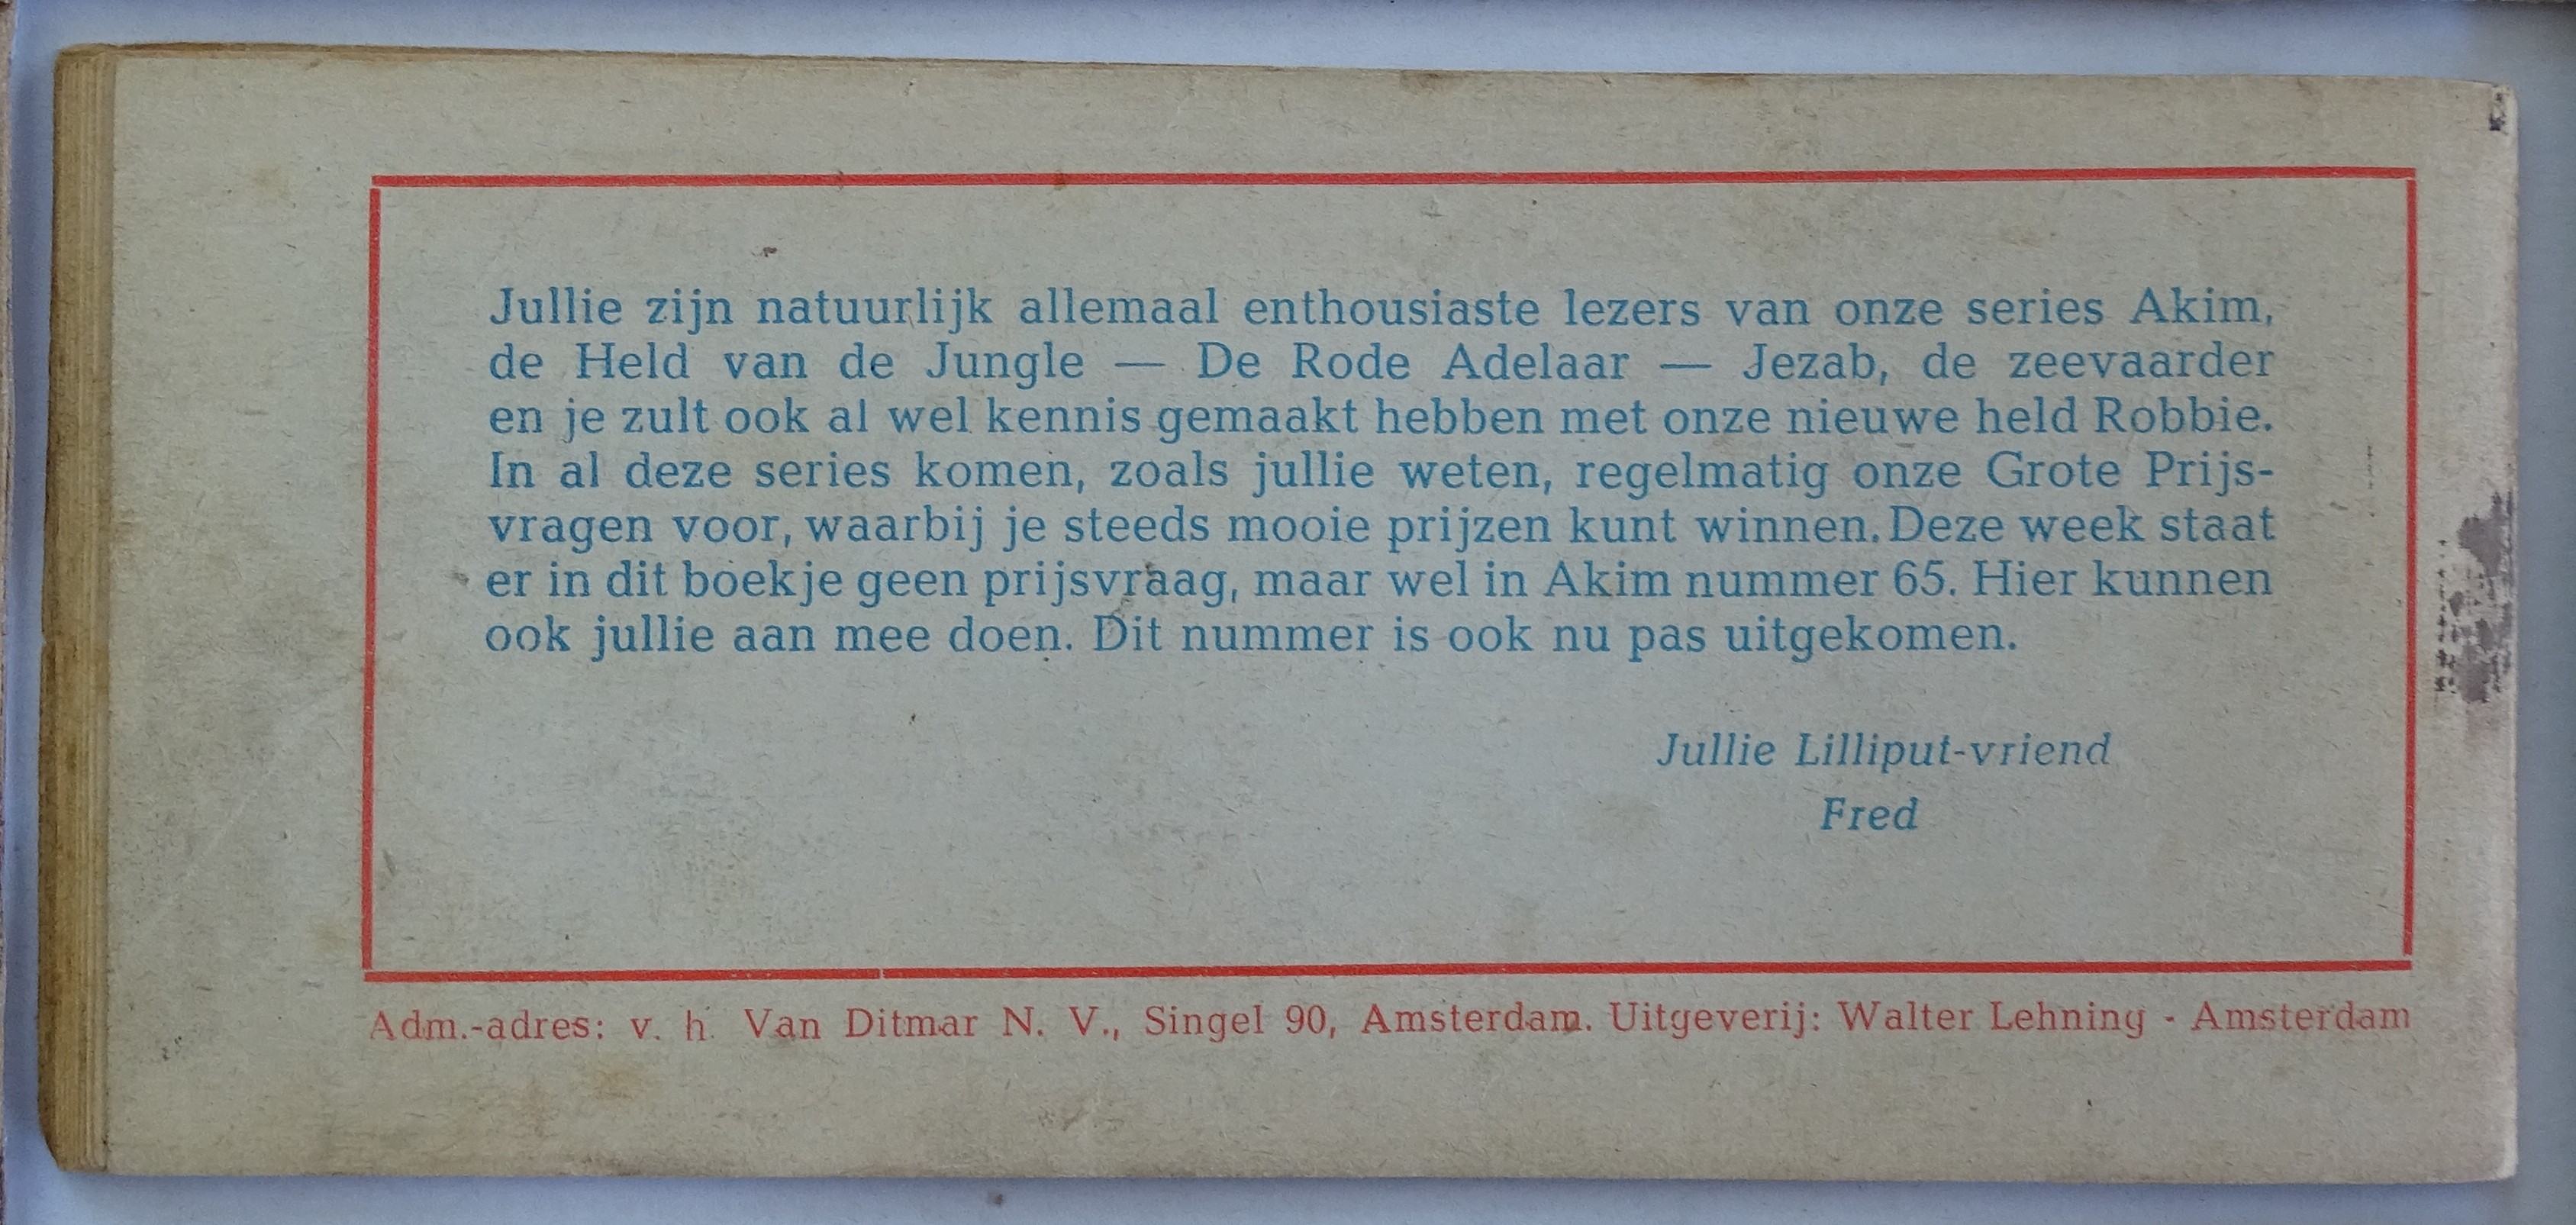 Jullie zijn natuurlijk allemaal enthousiaste lezers van onze series Akim,
de Held van de Jungle — De Rode Adelaar — Jezab, de zeevaarder
en je zult ook al wel kennis gemaakt hebben met onze nieuwe held Robbie.
In al deze series komen, zoals jullie weten, regelmatig onze Grote Prijs-
vragen voor, waarbij je steeds mooie prijzen kunt winnen. Deze week staat
er in dit boekje geen prijsvraag, maar wel in Akim nummer 65. Hier kunnen
ook jullie aan mee doen. Dit nummer is ook nu pas uitgekomen.
Jullie Lilliput-vriend
Fred
Adm.-adres: v. h. Van Ditmar N. V., Singel 90, Amsterdam. Uitgeverij: Walter Lehning - Amsterdam